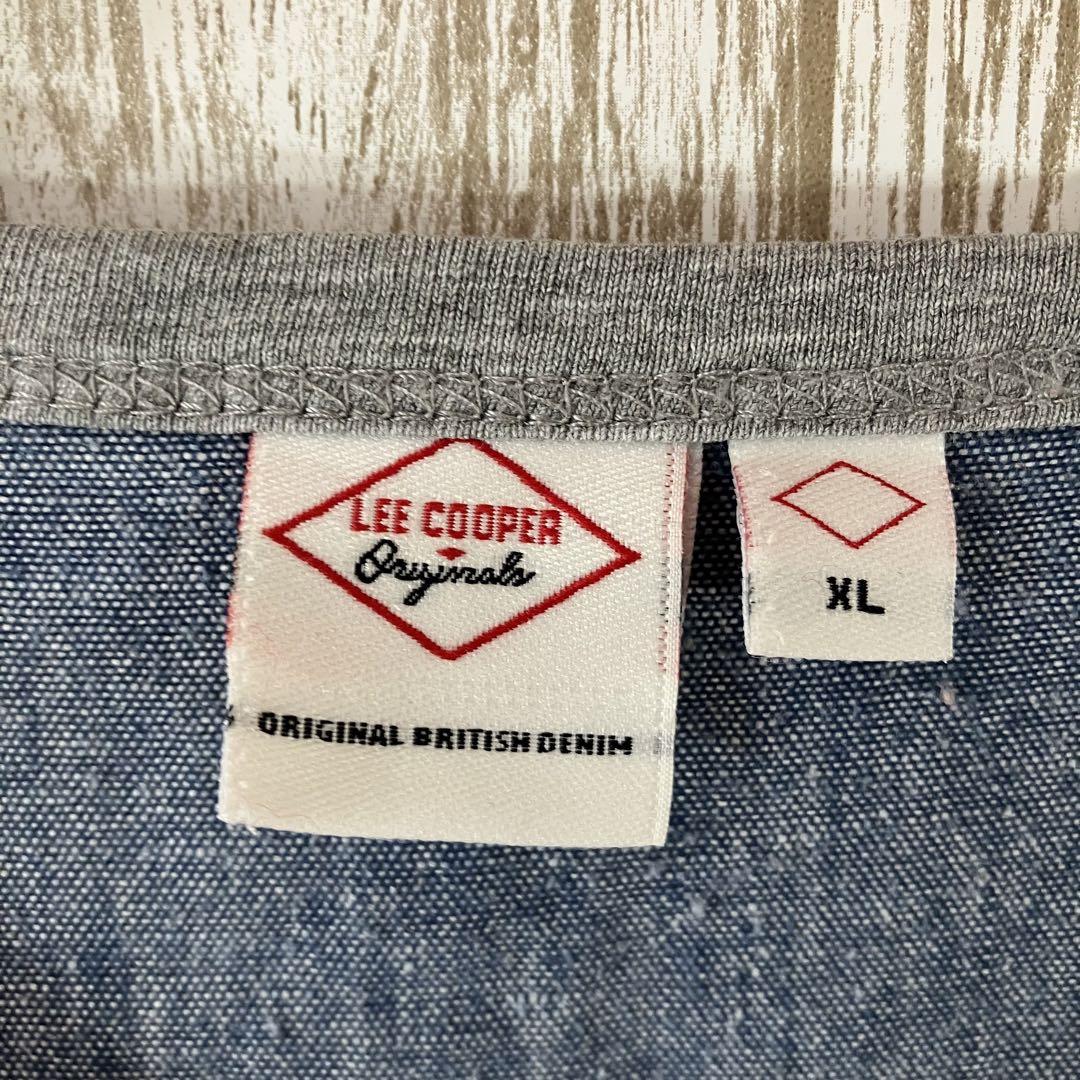 LEE COOPER
Originals
ORIGINAL BRITISH DENIM
XL